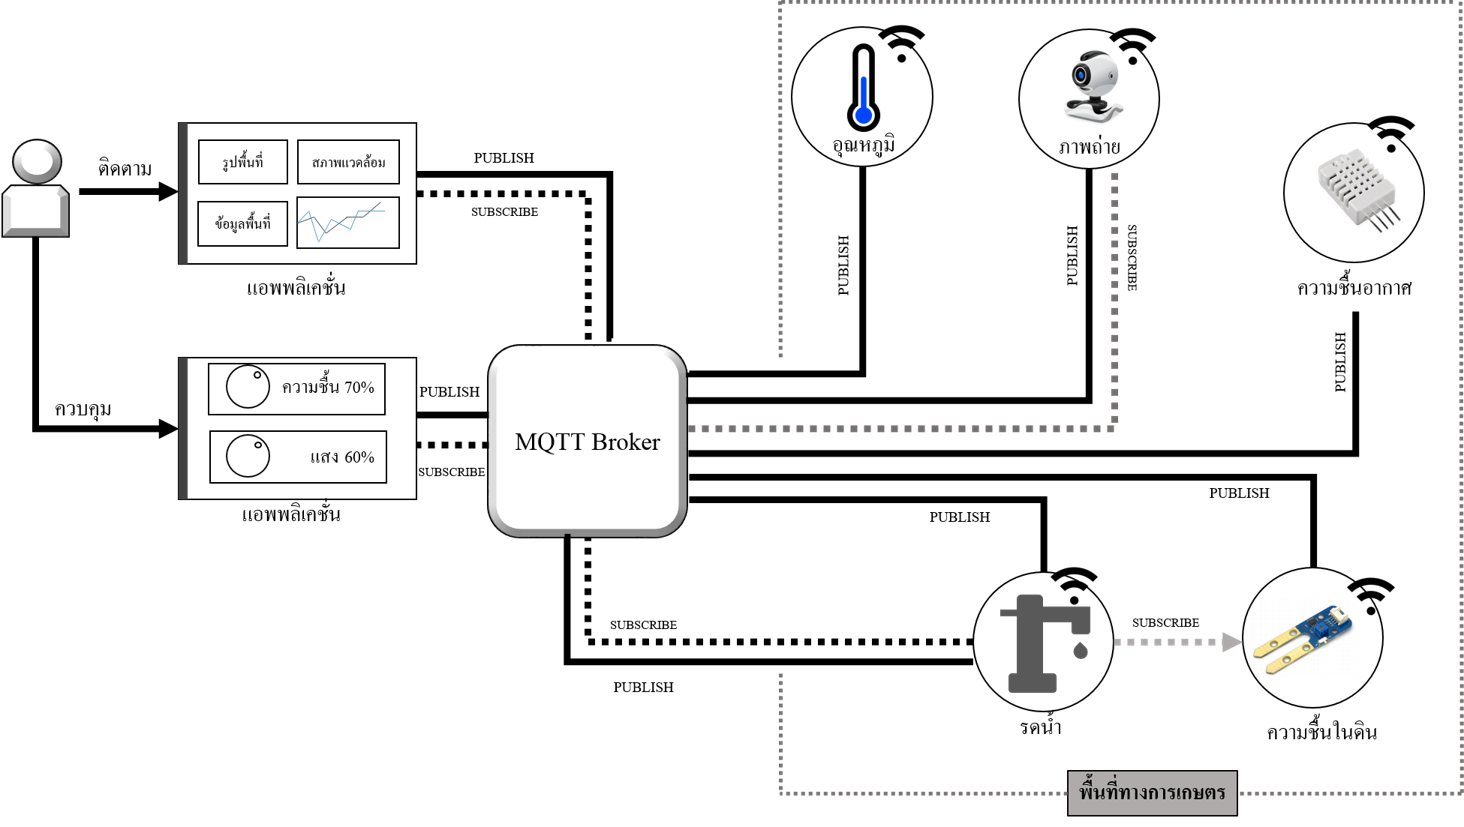 ติดตาม
รูปพื้นที่
สภาพแวดล้อม
ข้อมูลพื้นที่
แอพพลิเคชั่น
PUBLISH
SUBSCRIBE
อุณหภูมิ
ภาพถ่าย
ความชื้นอากาศ
PUBLISH
PUBLISH
SUBSCRIBE
PUBLISH
ควบคุม
ความชื้น 70%
แสง 60%
แอพพลิเคชั่น
PUBLISH
SUBSCRIBE
MQTT Broker
PUBLISH
PUBLISH
SUBSCRIBE
PUBLISH
SUBSCRIBE
รดน้ำ
ความชื้นในดิน
พื้นที่ทางการเกษตร